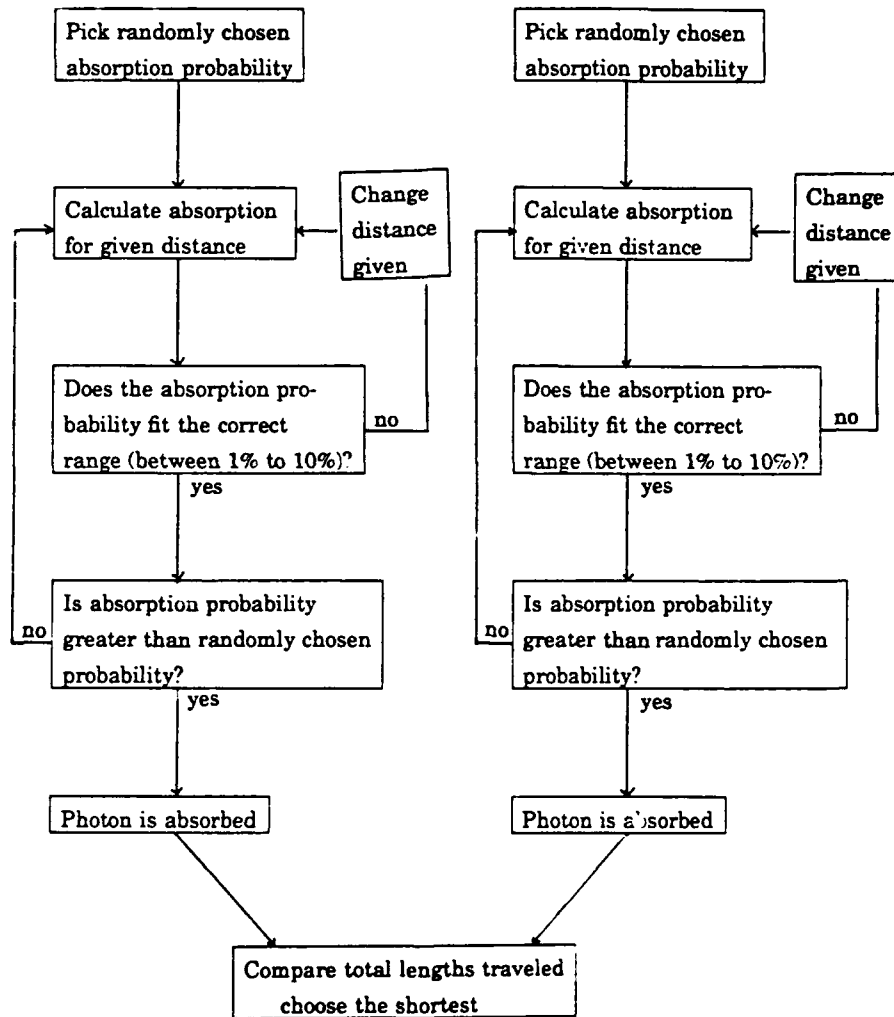 Pick randomly chosen
absorption probability
Calculate absorption
for given distance
Change
distance
given
Does the absorption pro-
bability fit the correct
range (between 1% to 10%)?
no
yes
Is absorption probability
greater than randomly chosen
probability?
no
yes
Photon is absorbed
Pick randomly chosen
absorption probability
Calculate absorption
for given distance
Change
distance
given
Does the absorption pro-
bability fit the correct
range (between 1% to 10%)?
no
yes
Is absorption probability
greater than randomly chosen
probability?
no
yes
Photon is absorbed
Compare total lengths traveled
choose the shortest